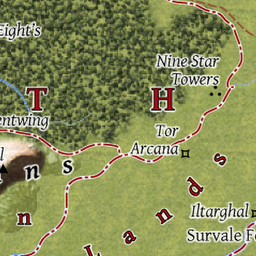 Eight's
Nine Star
Towers
T H
entwing
Tor
Arcana
n s
n
L a n d s
Iltarghal
Survale